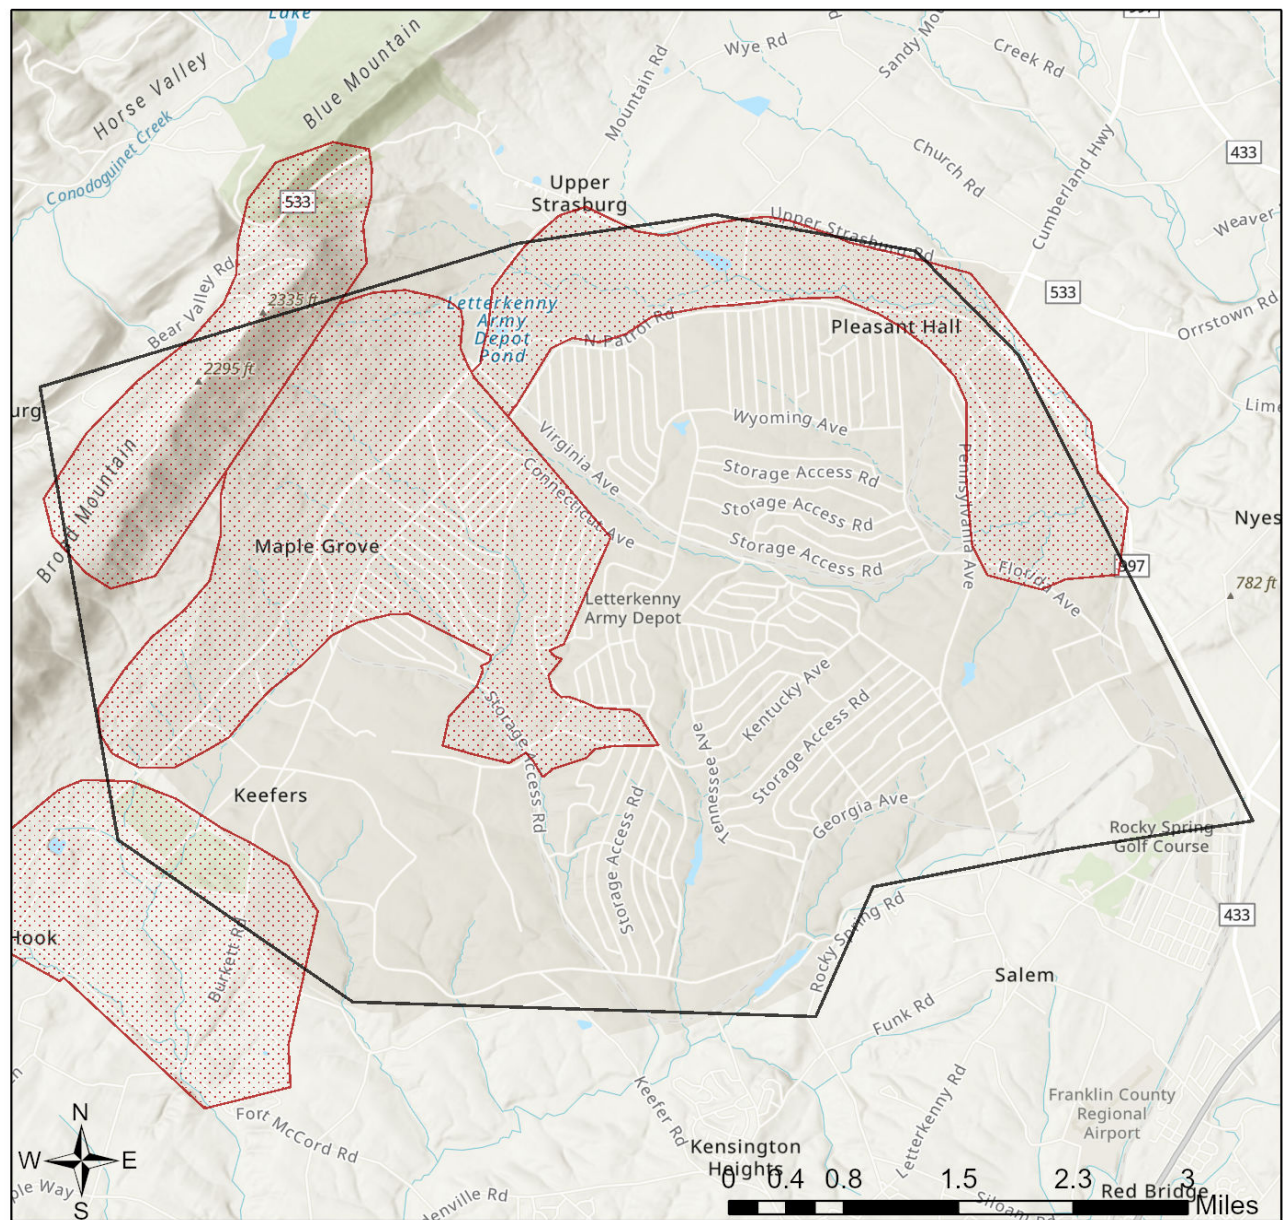 Lake
Horse Valley
Blue Mountain
Conodoguinet Creek
Mountain Rd
Wye Rd
Creek Rd
Church Rd
Cumberland Hwy
433
533
Upper
Strasburg
Upper Strasburg Rd
533
Orrstown Rd
Bear Valley Rd
2335 ft
2295 ft
Letterkenny
Army
Depot
Pond
N Patrol Rd
Pleasant Hall
Broad Mountain
Virginia Ave
Connecticut Ave
Wyoming Ave
Storage Access Rd
Storage Access Rd
Storage Access Rd
Pennsylvania Ave
Florida Ave
997
782 ft
Maple Grove
Letterkenny
Army Depot
Kentucky Ave
Storage Access Rd
Storage Access Rd
Storage Access Rd
Tennessee Ave
Georgia Ave
Keefers
Rocky Spring
Golf Course
433
Rocky Spring Rd
Burkett Rd
Salem
Funk Rd
Letterkenny Rd
Keefer Rd
Fort McCord Rd
Franklin County
Regional
Airport
Kensington
Heights
Red Bridge
N
W E
S
0 0.4 0.8 1.5 2.3 3
Miles